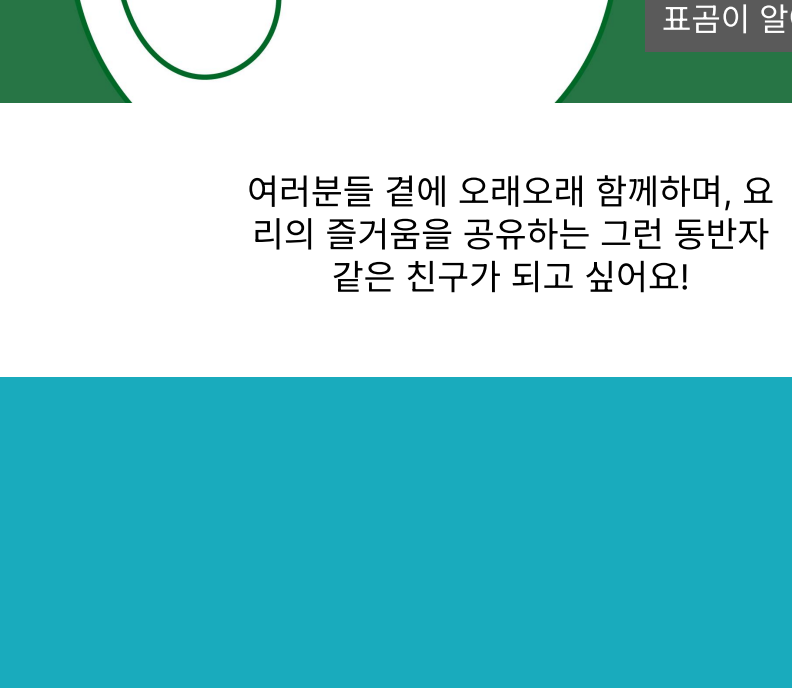 표곰이
여러분들 곁에 오래오래 함께하며, 요
리의 즐거움을 공유하는 그런 동반자
같은 친구가 되고 싶어요!